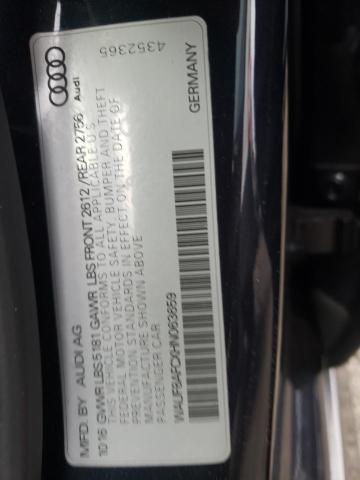 MFD. BY AUDI AG
10/16 GVWR LBS 5181 GAWR LBS FRONT 2612 /REAR 2756
THIS VEHICLE CONFORMS TO ALL APPLICABLE U.S.
FEDERAL MOTOR VEHICLE SAFETY, BUMPER AND THEFT
PREVENTION STANDARDS IN EFFECT ON THE DATE OF
MANUFACTURE SHOWN ABOVE
PASSENGER CAR
WAUF8AFCXHN063659
GERMANY
Audi
4352365